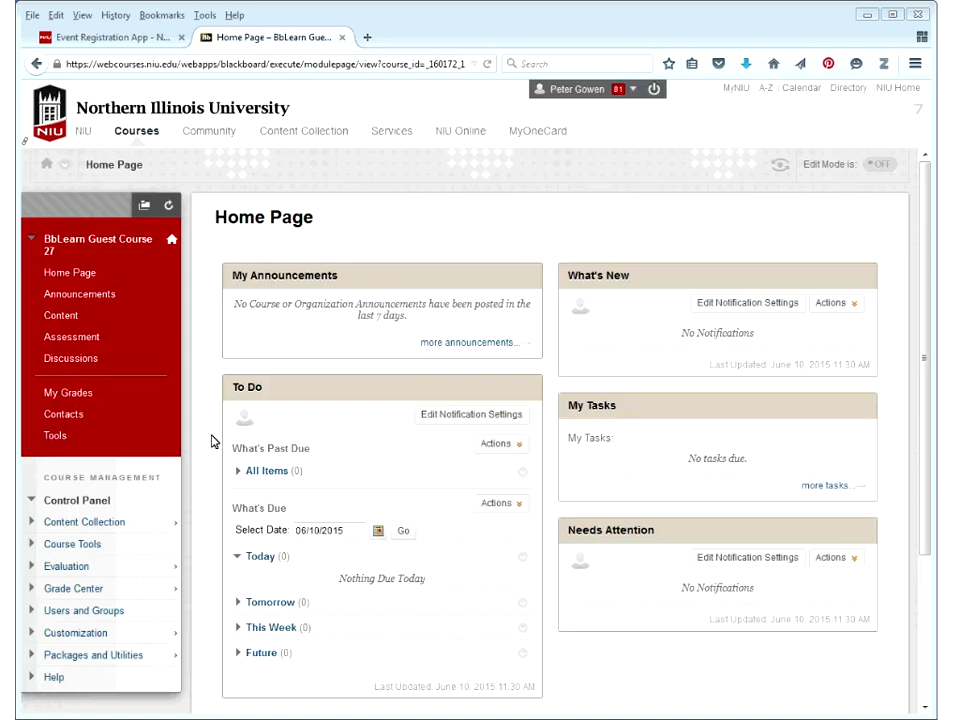 File Edit View History Bookmarks Tools Help
Event Registration App - N... × Home Page – BbLearn Gue... × +
https://webcourses.niu.edu/webapps/blackboard/execute/modulepage/view?course_id=_160172_1 Search
Peter Gowen 81
MyNIU A-Z Calendar Directory NIU Home
NIU
Northern Illinois University
7
NIU Courses Community Content Collection Services NIU Online MyOneCard
Home Page
Edit Mode is: OFF
BbLearn Guest Course
27
Home Page
Announcements
Content
Assessment
Discussions
My Grades
Contacts
Tools
COURSE MANAGEMENT
Control Panel
Content Collection
Course Tools
Evaluation
Grade Center
Users and Groups
Customization
Packages and Utilities
Help
Home Page
My Announcements
No Course or Organization Announcements have been posted in the
last 7 days.
more announcements...
To Do
Edit Notification Settings
Actions
What's Past Due
All Items (0)
Actions
What's Due
Select Date: 06/10/2015 Go
Today (0)
Nothing Due Today
Tomorrow (0)
This Week (0)
Future (0)
Last Updated: June 10, 2015 11:30 AM
What's New
Edit Notification Settings Actions
No Notifications
Last Updated: June 10, 2015 11:30 AM
My Tasks
My Tasks:
No tasks due.
more tasks...
Needs Attention
Edit Notification Settings Actions
No Notifications
Last Updated: June 10, 2015 11:30 AM